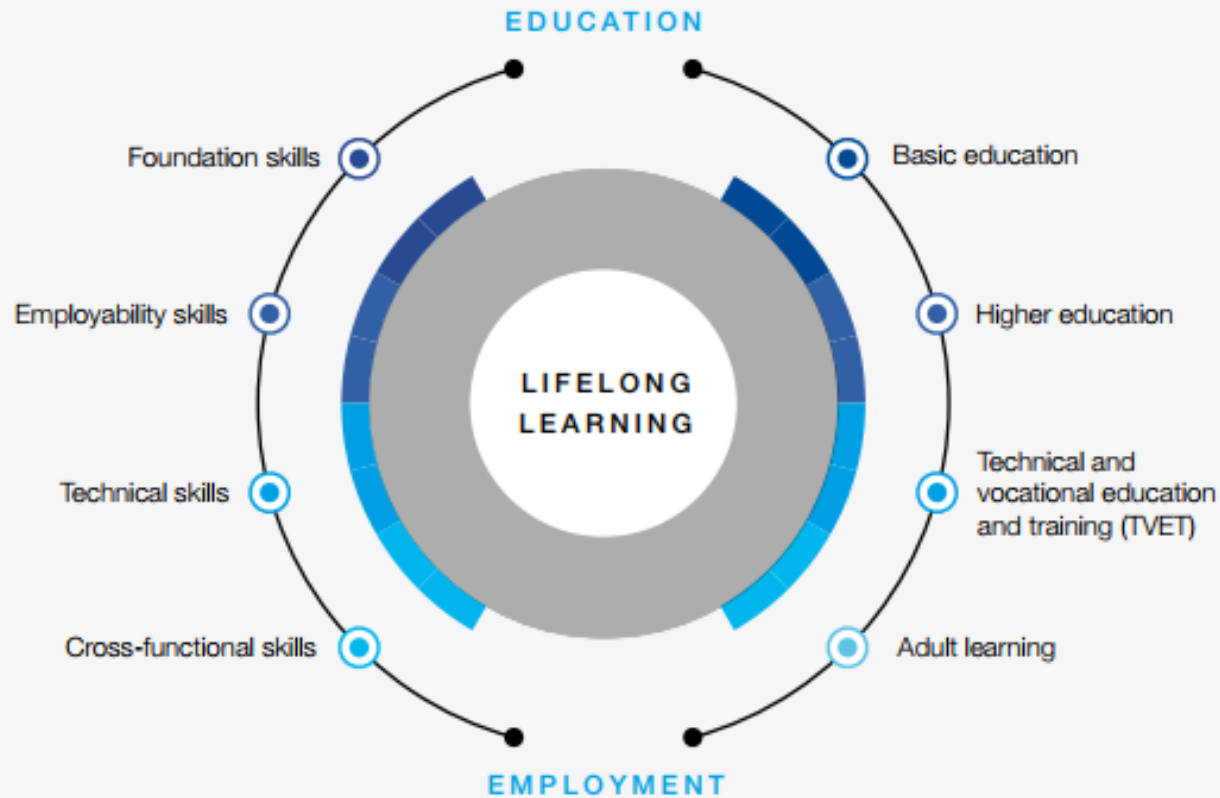 EDUCATION
Foundation skills
Basic education
Employability skills
Higher education
LIFELONG
LEARNING
Technical skills
Technical and
vocational education
and training (TVET)
Cross-functional skills
Adult learning
EMPLOYMENT